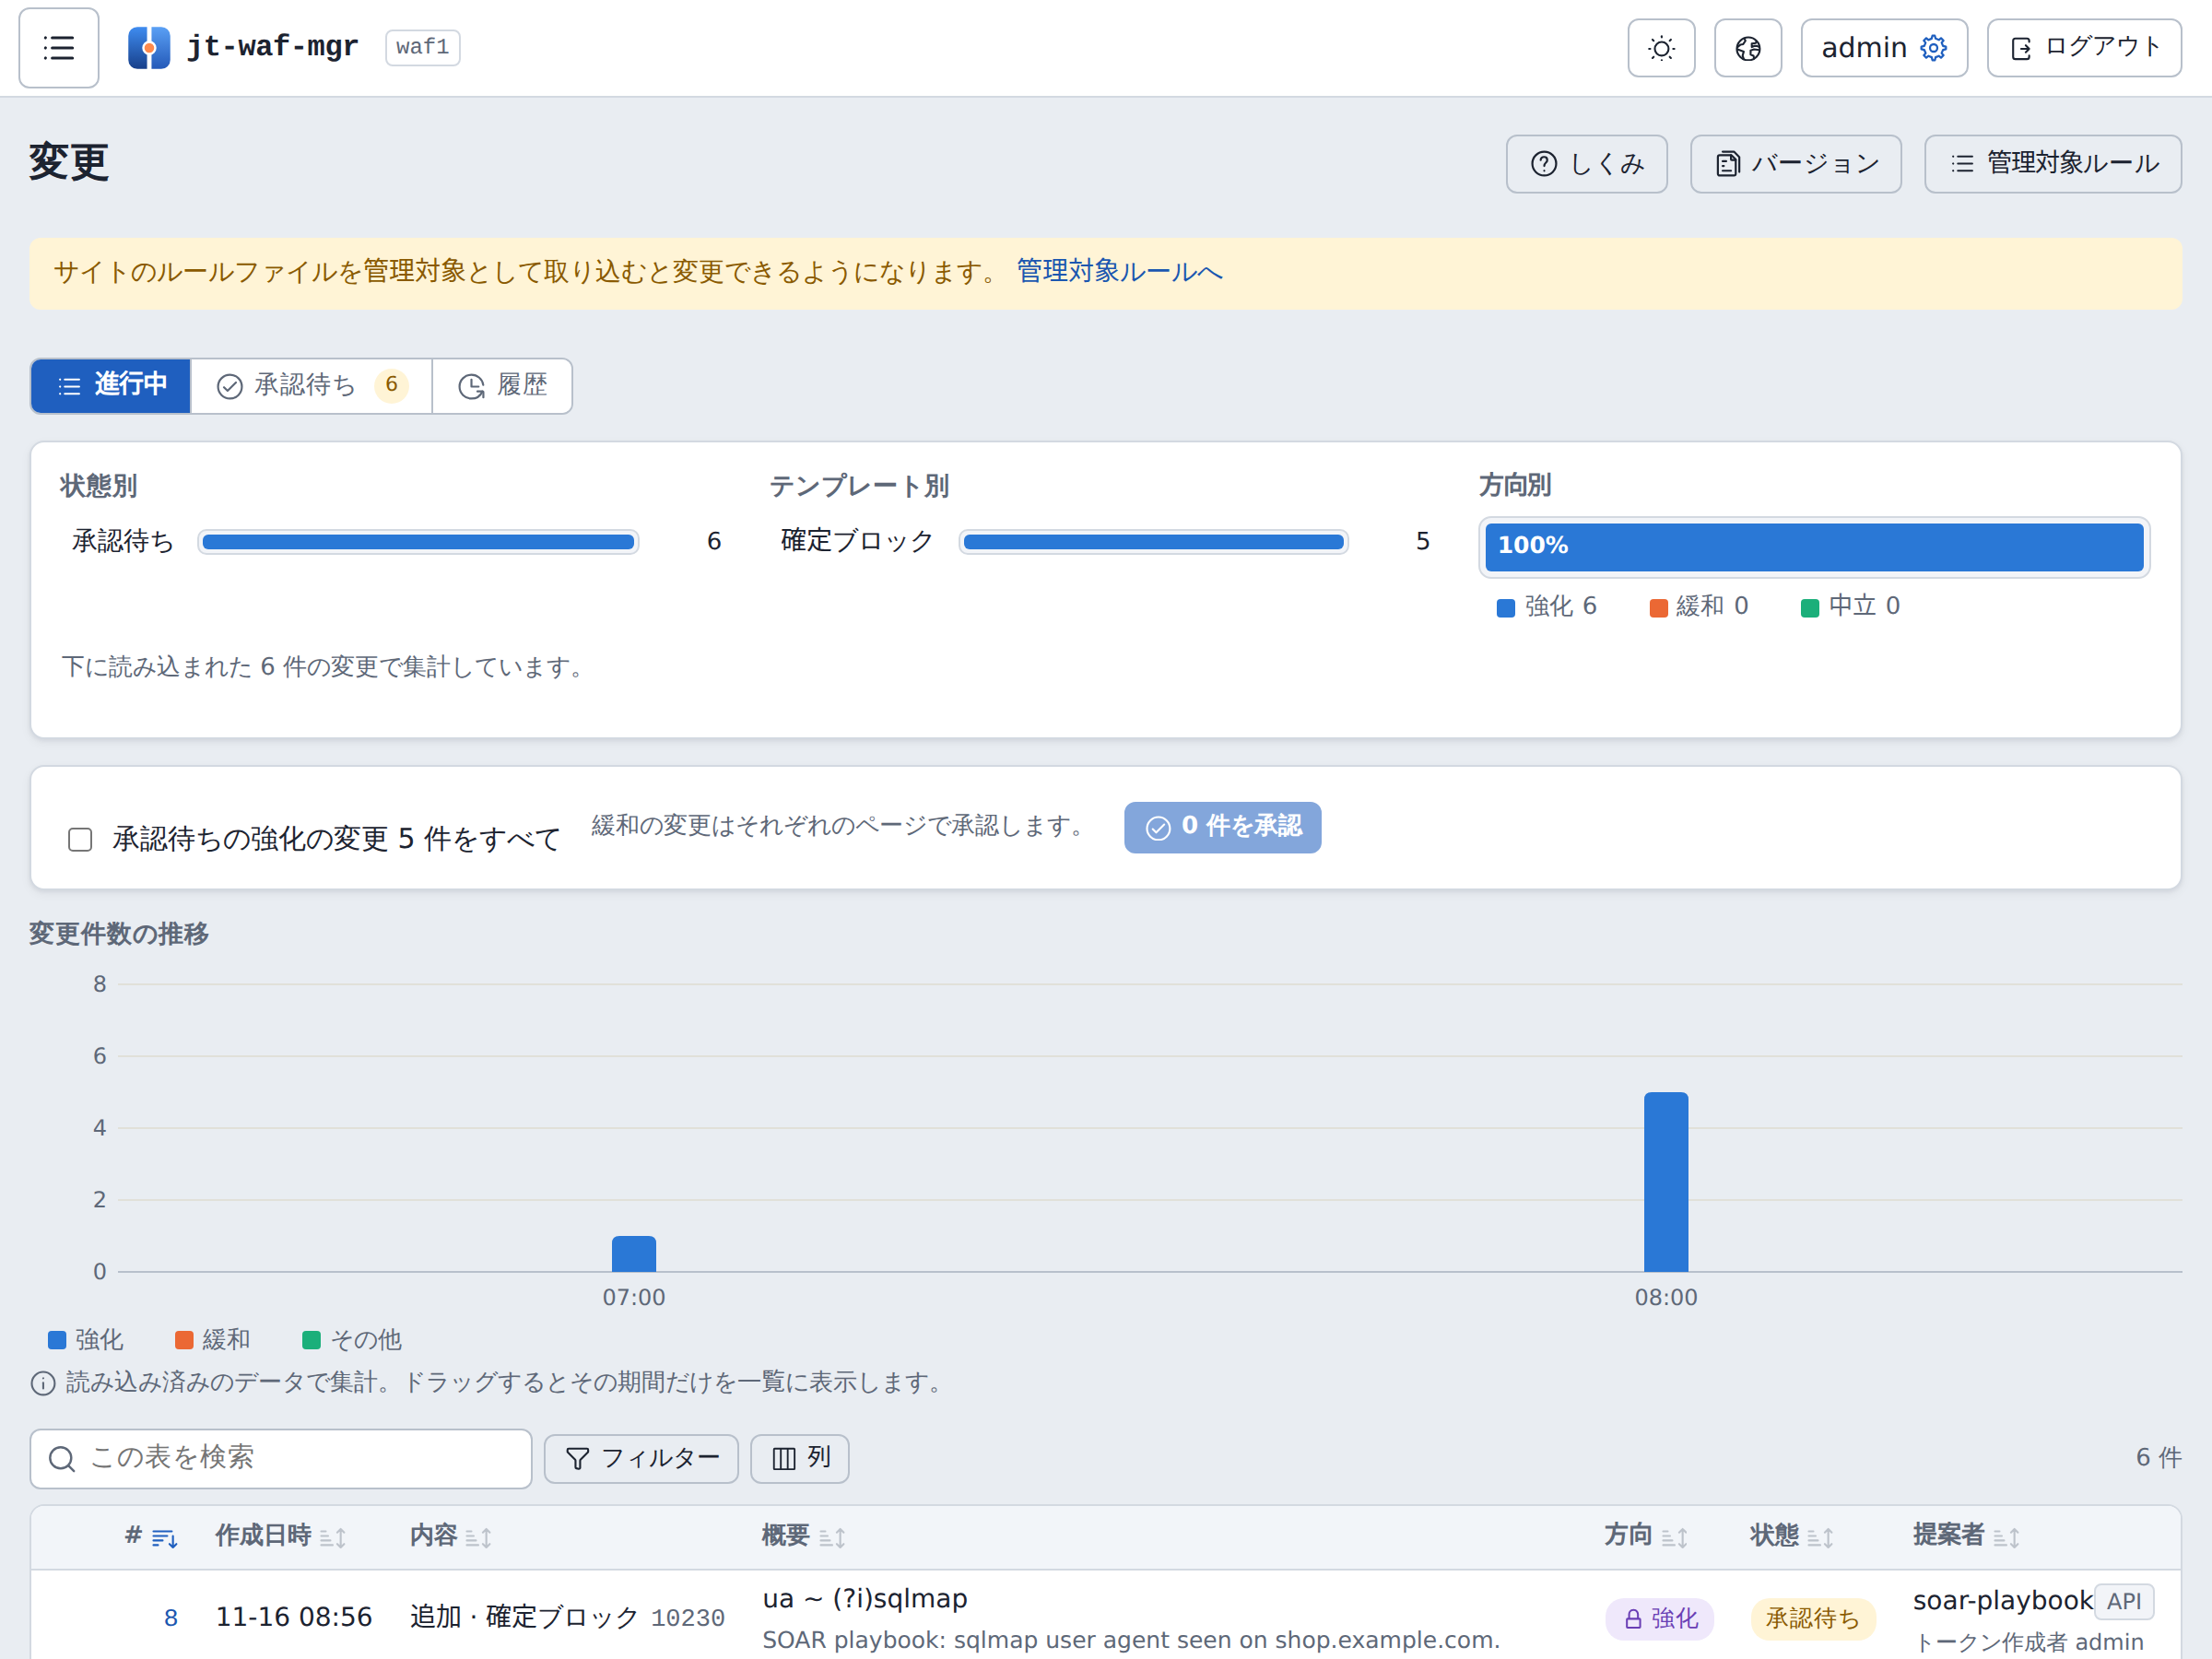 jt-waf-mgr waf1 admin ログアウト
変更 しくみ バージョン 管理対象ルール
サイトのルールファイルを管理対象として取り込むと変更できるようになります。 管理対象ルールへ
進行中 承認待ち 6 履歴
状態別 テンプレート別 方向別
承認待ち 6 確定ブロック 5 100%
強化 6 緩和 0 中立 0
下に読み込まれた 6 件の変更で集計しています。
承認待ちの強化の変更 5 件をすべて 緩和の変更はそれぞれのページで承認します。 0 件を承認
変更件数の推移
8
6
4
2
0
07:00 08:00
強化 緩和 その他
読み込み済みのデータで集計。ドラッグするとその期間だけを一覧に表示します。
この表を検索 フィルター 列 6 件
# 作成日時 内容 概要 方向 状態 提案者
8 11-16 08:56 追加 · 確定ブロック 10230 ua ~ (?i)sqlmap 強化 承認待ち soar-playbook API
SOAR playbook: sqlmap user agent seen on shop.example.com. トークン作成者 admin